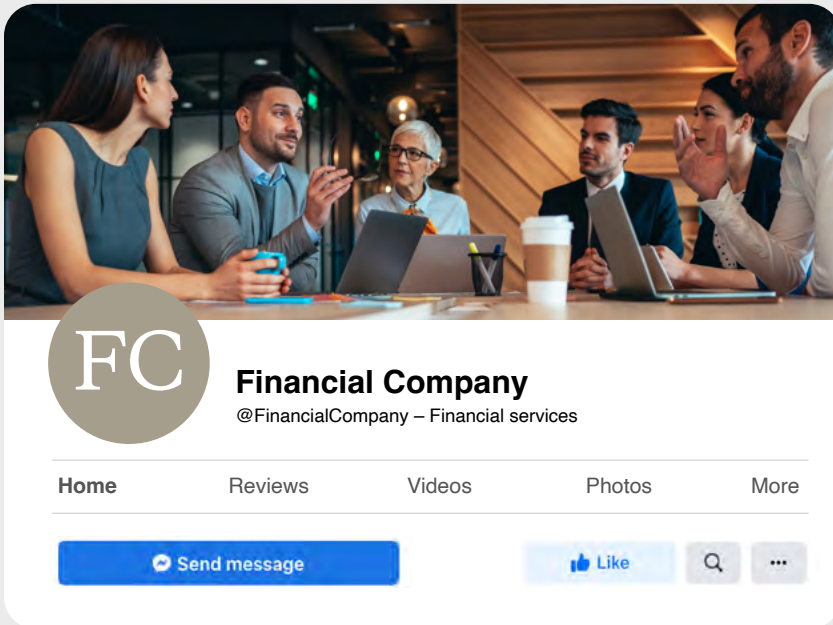 FC
Financial Company
@FinancialCompany – Financial services
Home Reviews Videos Photos More
Send message Like